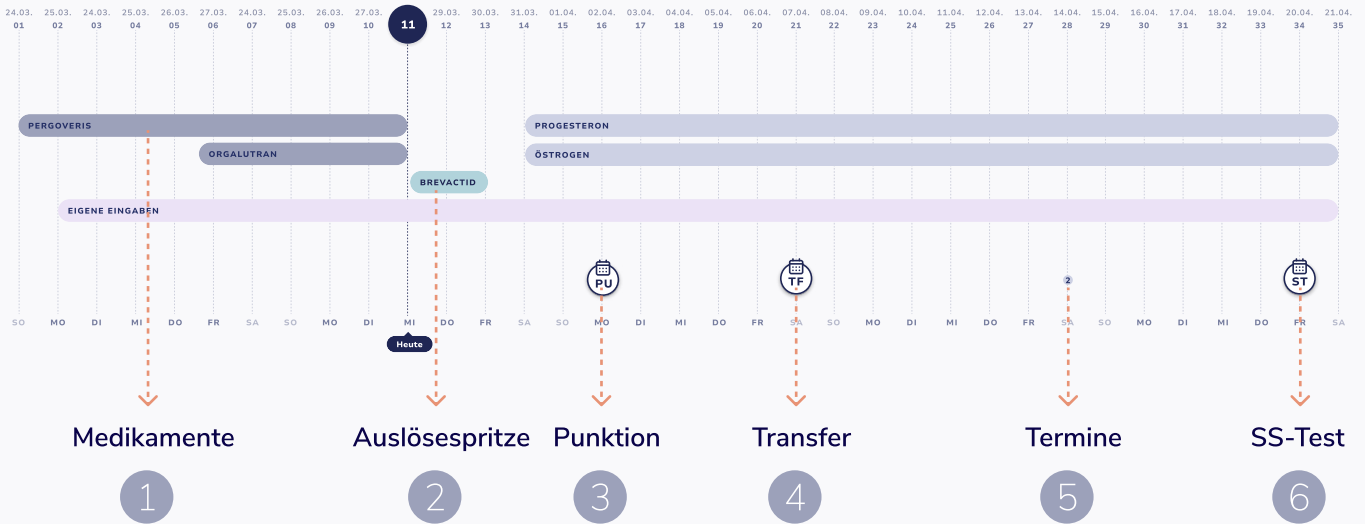 24.03. 25.03. 24.03. 25.03. 26.03. 27.03. 24.03. 25.03. 26.03. 27.03. 29.03. 30.03. 31.03. 01.04. 02.04. 03.04. 04.04. 05.04. 06.04. 07.04. 08.04. 09.04. 10.04. 11.04. 12.04. 13.04. 14.04. 15.04. 16.04. 17.04. 18.04. 19.04. 20.04. 21.04.
01 02 03 04 05 06 07 08 09 10 11 12 13 14 15 16 17 18 19 20 21 22 23 24 25 26 27 28 29 30 31 32 33 34 35
PERGOVERIS PROGESTERON
ORGALUTRAN ÖSTROGEN
BREVACTID
EIGENE EINGABEN
PU TF 2 ST
SO MO DI MI DO FR SA SO MO DI MI DO FR SA SO MO DI MI DO FR SA SO MO DI MI DO FR SA SO MO DI MI DO FR SA
Heute
Medikamente Auslösespritze Punktion Transfer Termine SS-Test
1 2 3 4 5 6